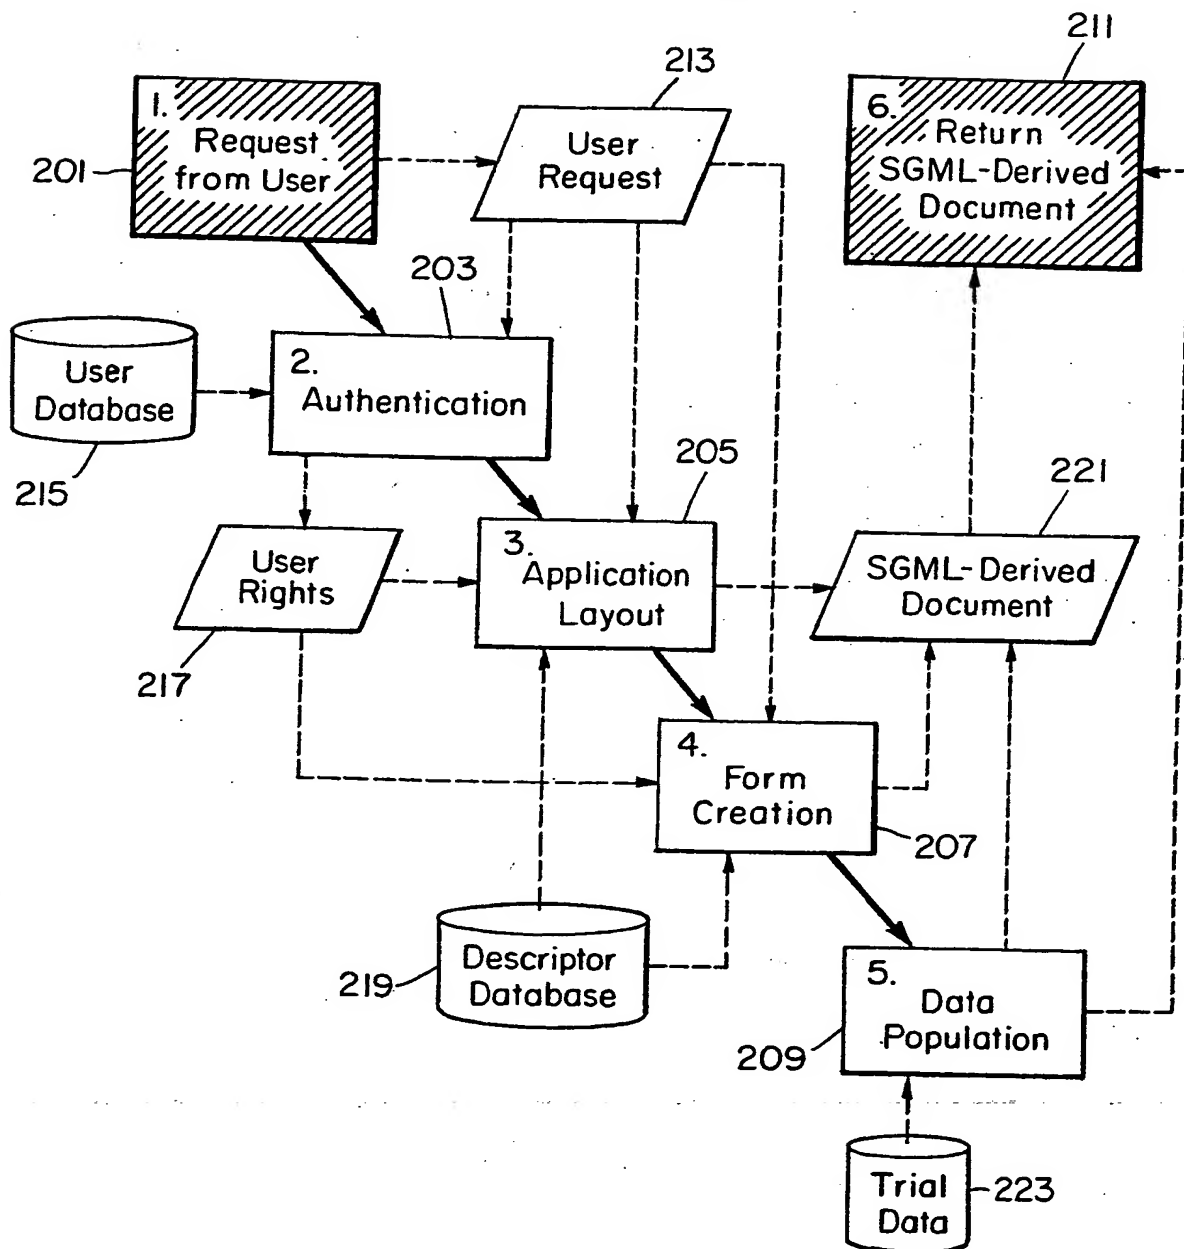 211
213
1.
Request
from User
201
User
Request
6.
Return
SGML-Derived
Document
203
2.
Authentication
User
Database
215
205
221
3.
Application
Layout
User
Rights
217
SGML-Derived
Document
4.
Form
Creation
207
Descriptor
Database
219
5.
Data
Population
209
Trial
Data
223